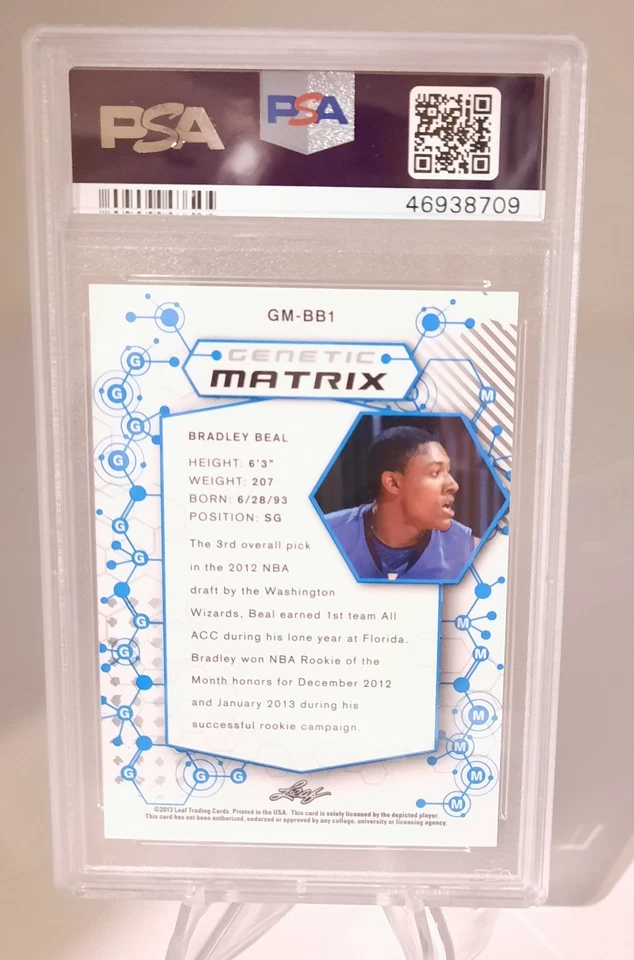 PSA
PSA
46938709
GM-BB1
GENETIC
MATRIX
BRADLEY BEAL
HEIGHT: 6'3"
WEIGHT: 207
BORN: 6/28/93
POSITION: SG
The 3rd overall pick
in the 2012 NBA
draft by the Washington
Wizards, Beal earned 1st team All
ACC during his lone year at Florida.
Bradley won NBA Rookie of the
Month honors for December 2012
and January 2013 during his
successful rookie campaign.
G
G
G
G
G
G
G
G
G
G
G
M
M
M
M
M
M
M
Leaf
©2013 Leaf Trading Cards. Printed in the USA. This card is solely licensed by the depicted player.
This card has not been authorized, endorsed or approved by any college, university or licensing agency.
PSA